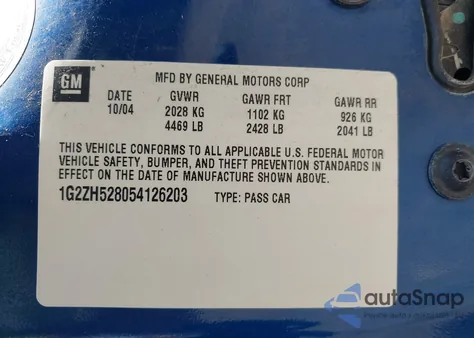 GM
MFD BY GENERAL MOTORS CORP
DATE GVWR GAWR FRT GAWR RR
10/04 2028 KG 1102 KG 926 KG
4469 LB 2428 LB 2041 LB
THIS VEHICLE CONFORMS TO ALL APPLICABLE U.S. FEDERAL MOTOR
VEHICLE SAFETY, BUMPER, AND THEFT PREVENTION STANDARDS IN
EFFECT ON THE DATE OF MANUFACTURE SHOWN ABOVE.
1G2ZH528054126203 TYPE: PASS CAR
autoSnap